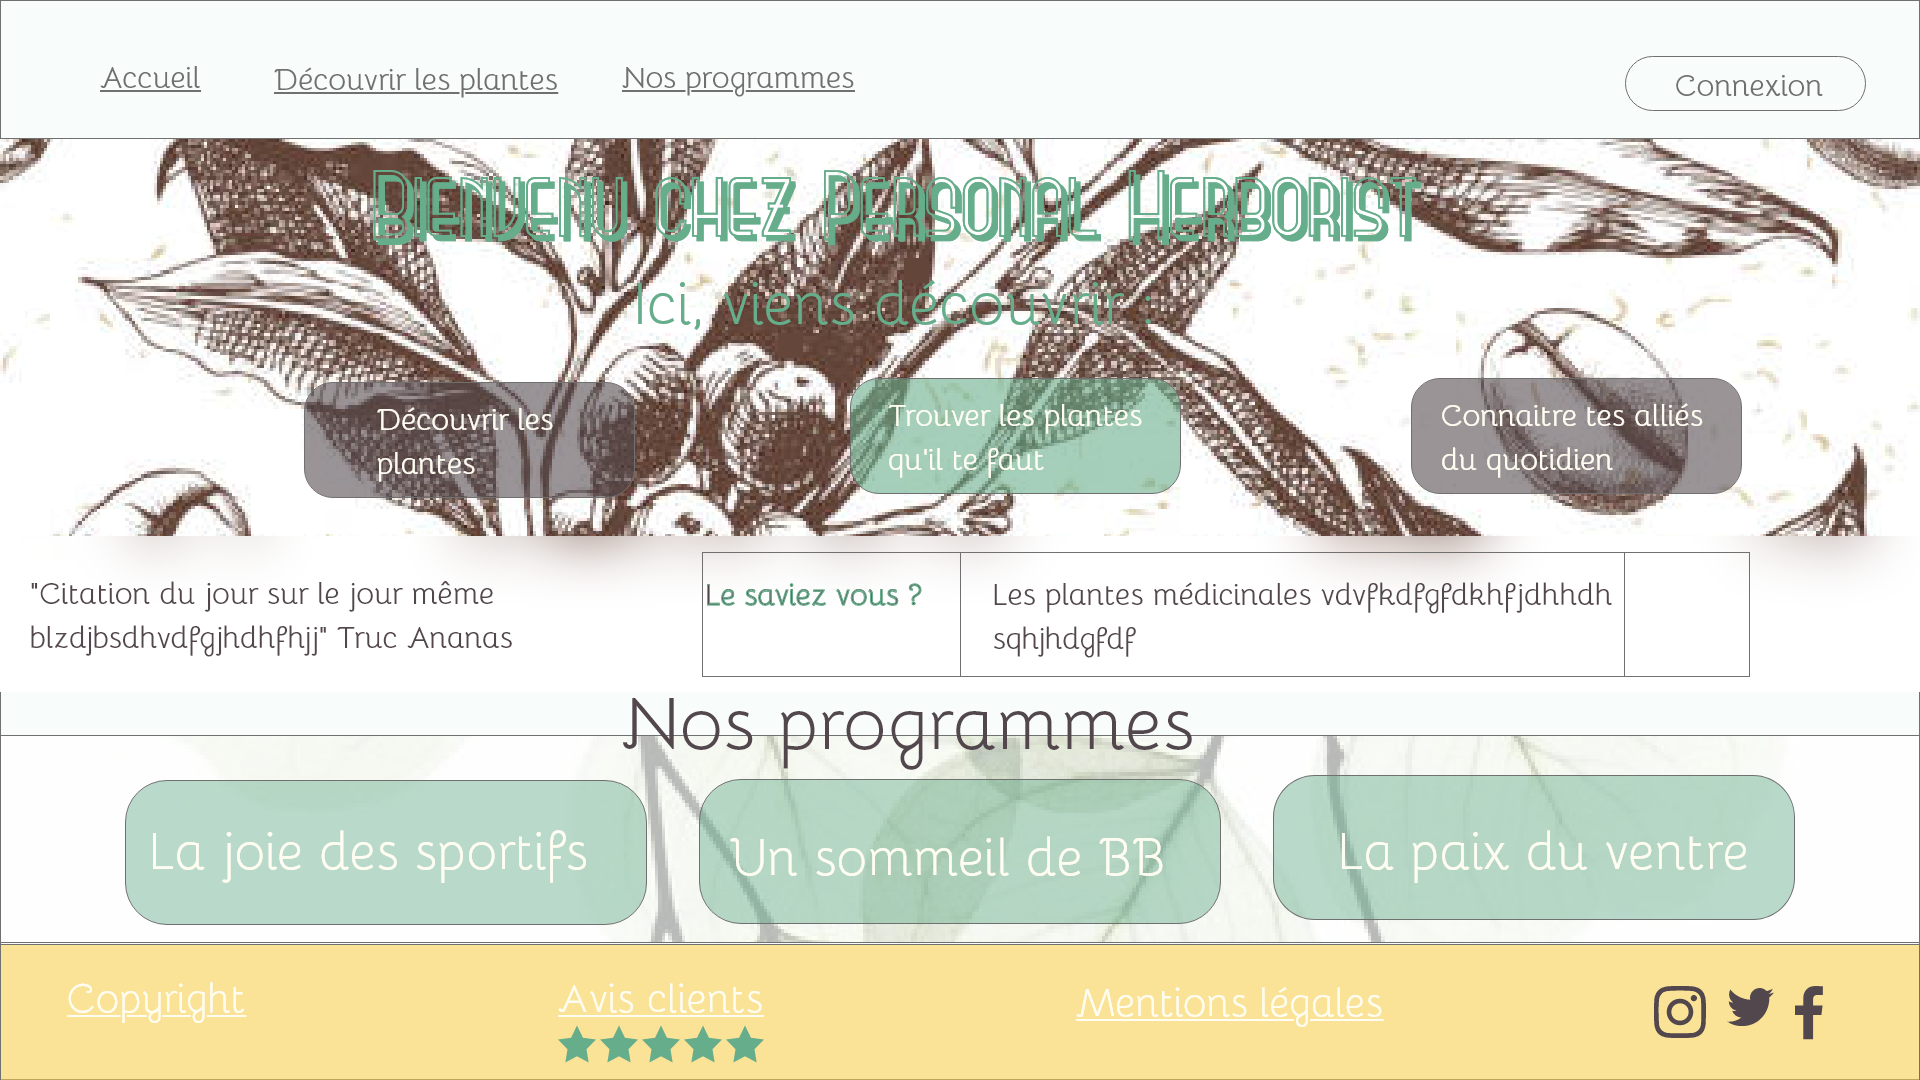 Accueil
Découvrir les plantes
Nos programmes
Connexion
Bienvenu chez Personal Herborist
Ici, viens découvrir :
Découvrir les
plantes
Trouver les plantes
qu'il te faut
Connaitre tes alliés
du quotidien
"Citation du jour sur le jour même
blzdjbsdhvdfgjhdhfhjj" Truc Ananas
Le saviez vous ?
Les plantes médicinales vdvfkdfgfdkhfjdhhdh
sqhjhdgfdf
Nos programmes
La joie des sportifs
Un sommeil de BB
La paix du ventre
Copyright
Avis clients
Mentions légales